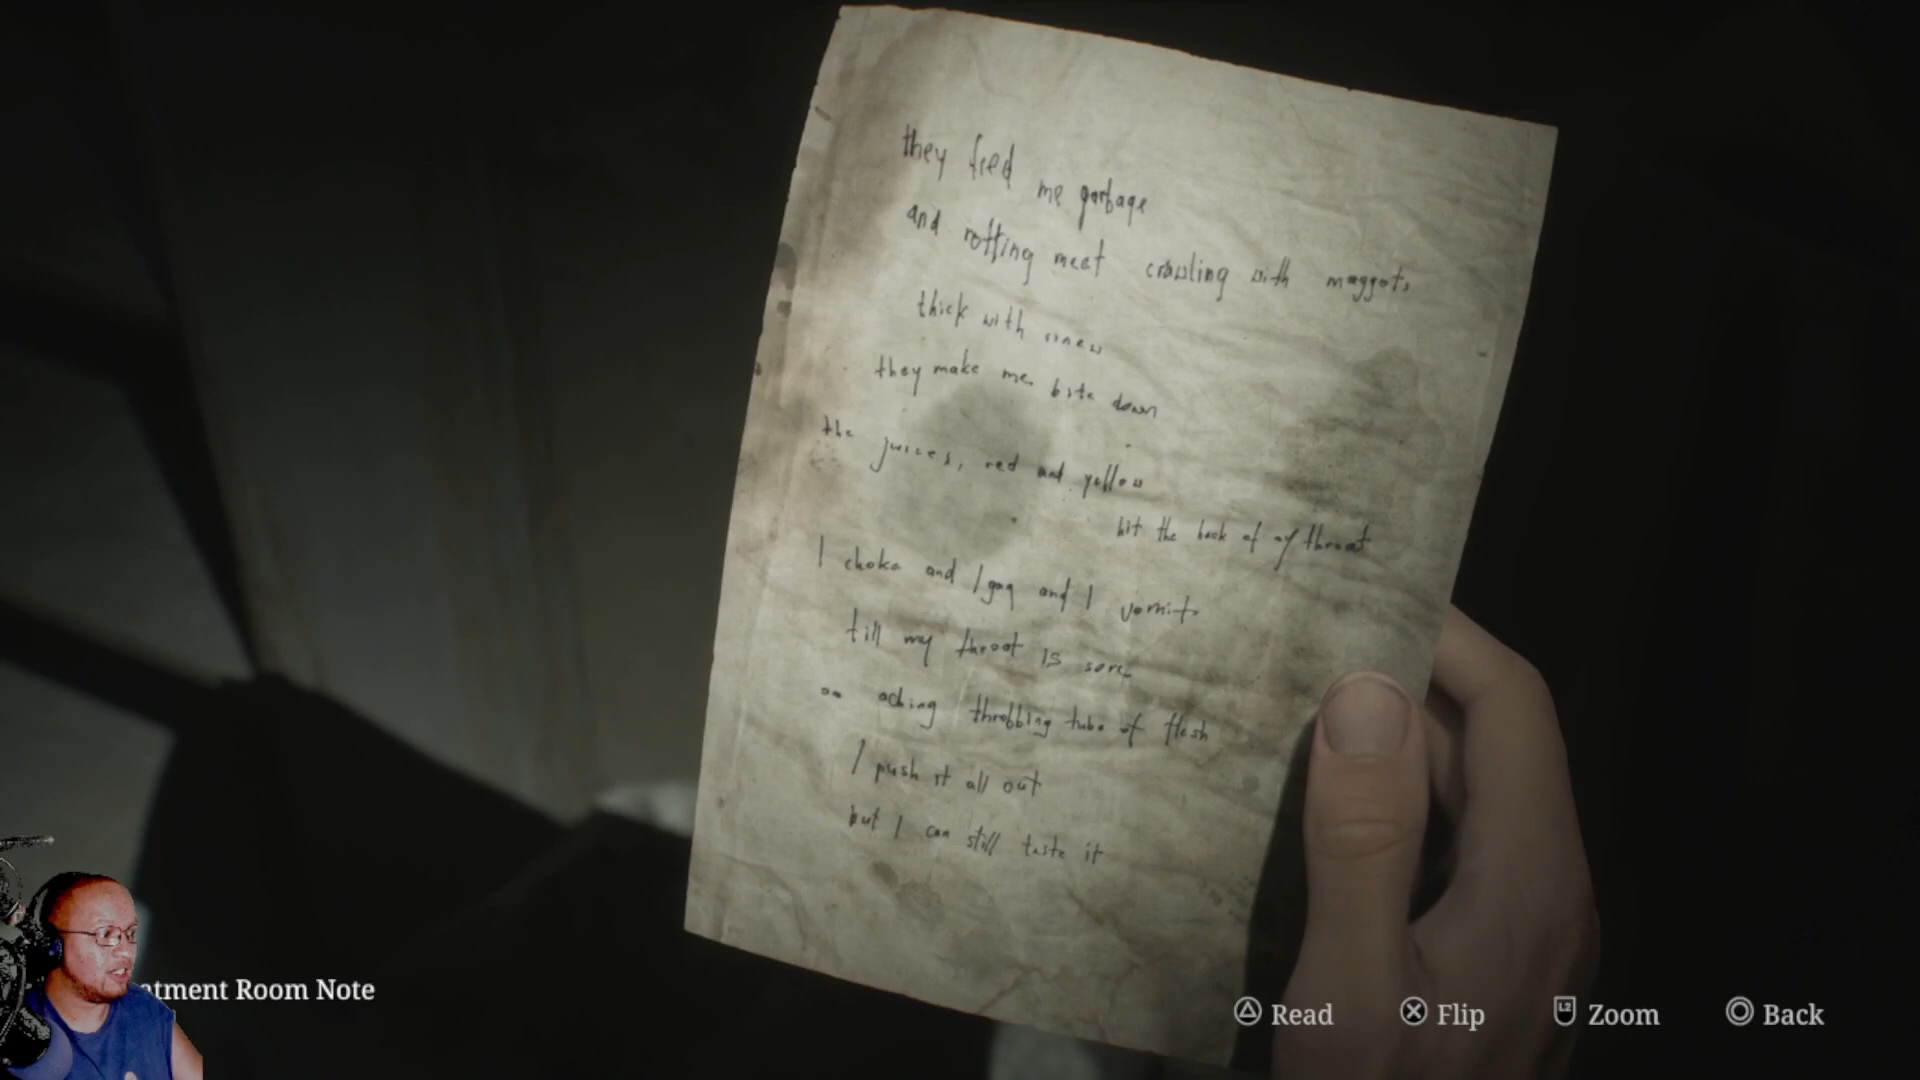 they fred me garbage
and rotting meat crawling with maggots
thick with sinew
they make me bite down
the juices, red and yellow
hit the back of my throat
I choke and I gag and I vomit
till my throat is sore
an aching throbbing tube of flesh
I push it all out
but I can still taste it
atment Room Note
Read
Flip
L2 Zoom
Back